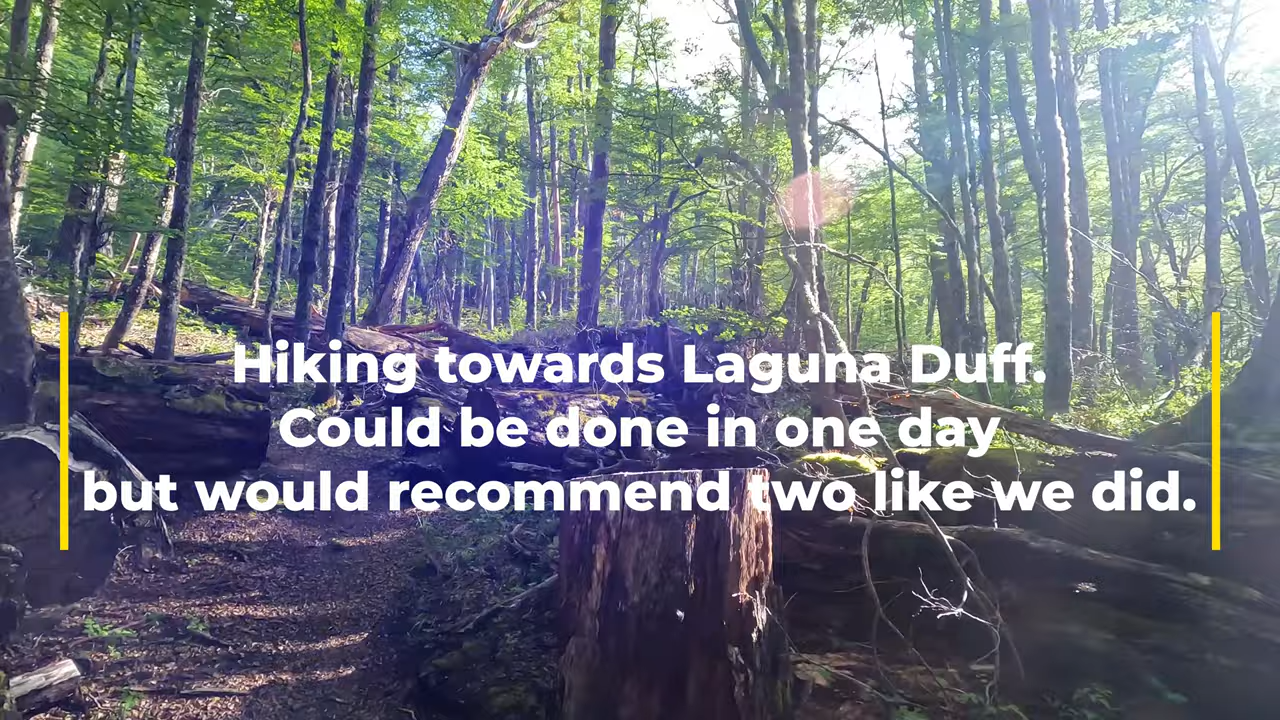 Hiking towards Laguna Duff.
Could be done in one day
but would recommend two like we did.